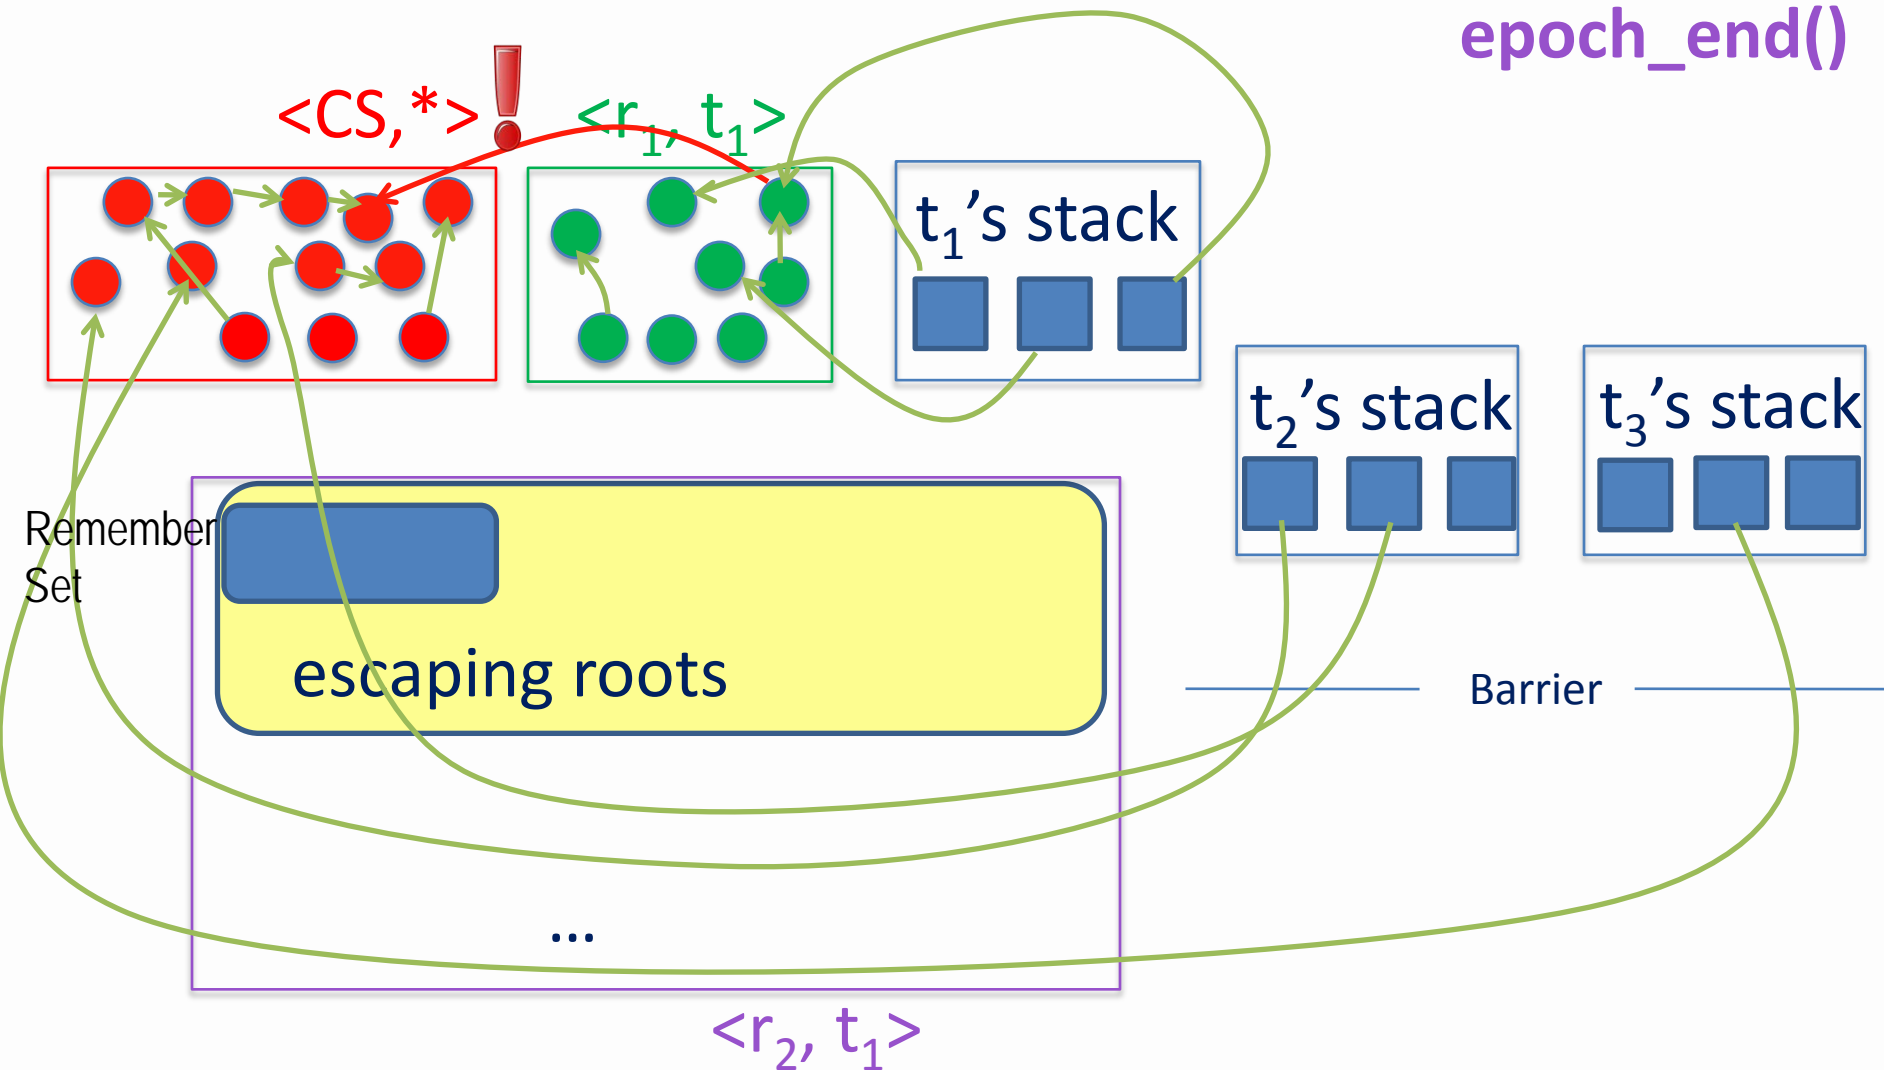 epoch_end()
<CS,*>
<r1, t1>
t1’s stack
t2’s stack
t3’s stack
Remember
Set
escaping roots
Barrier
...
<r2, t1>